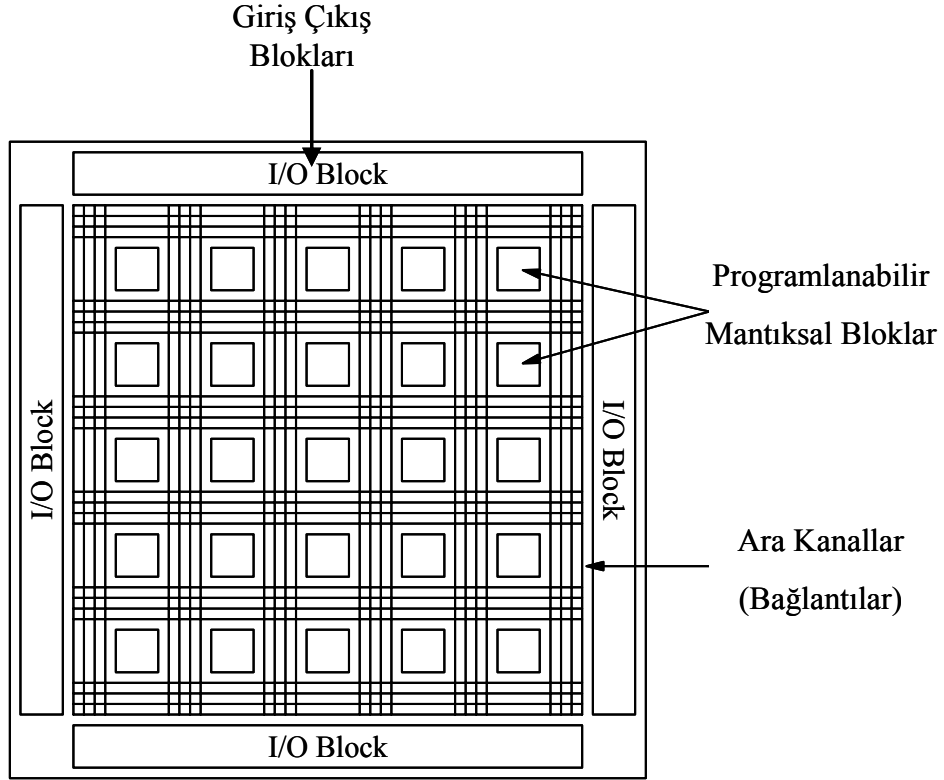 Giriş Çıkış
Blokları
I/O Block
Programlanabilir
Mantıksal Bloklar
I/O Block
I/O Block
Ara Kanallar
(Bağlantılar)
I/O Block